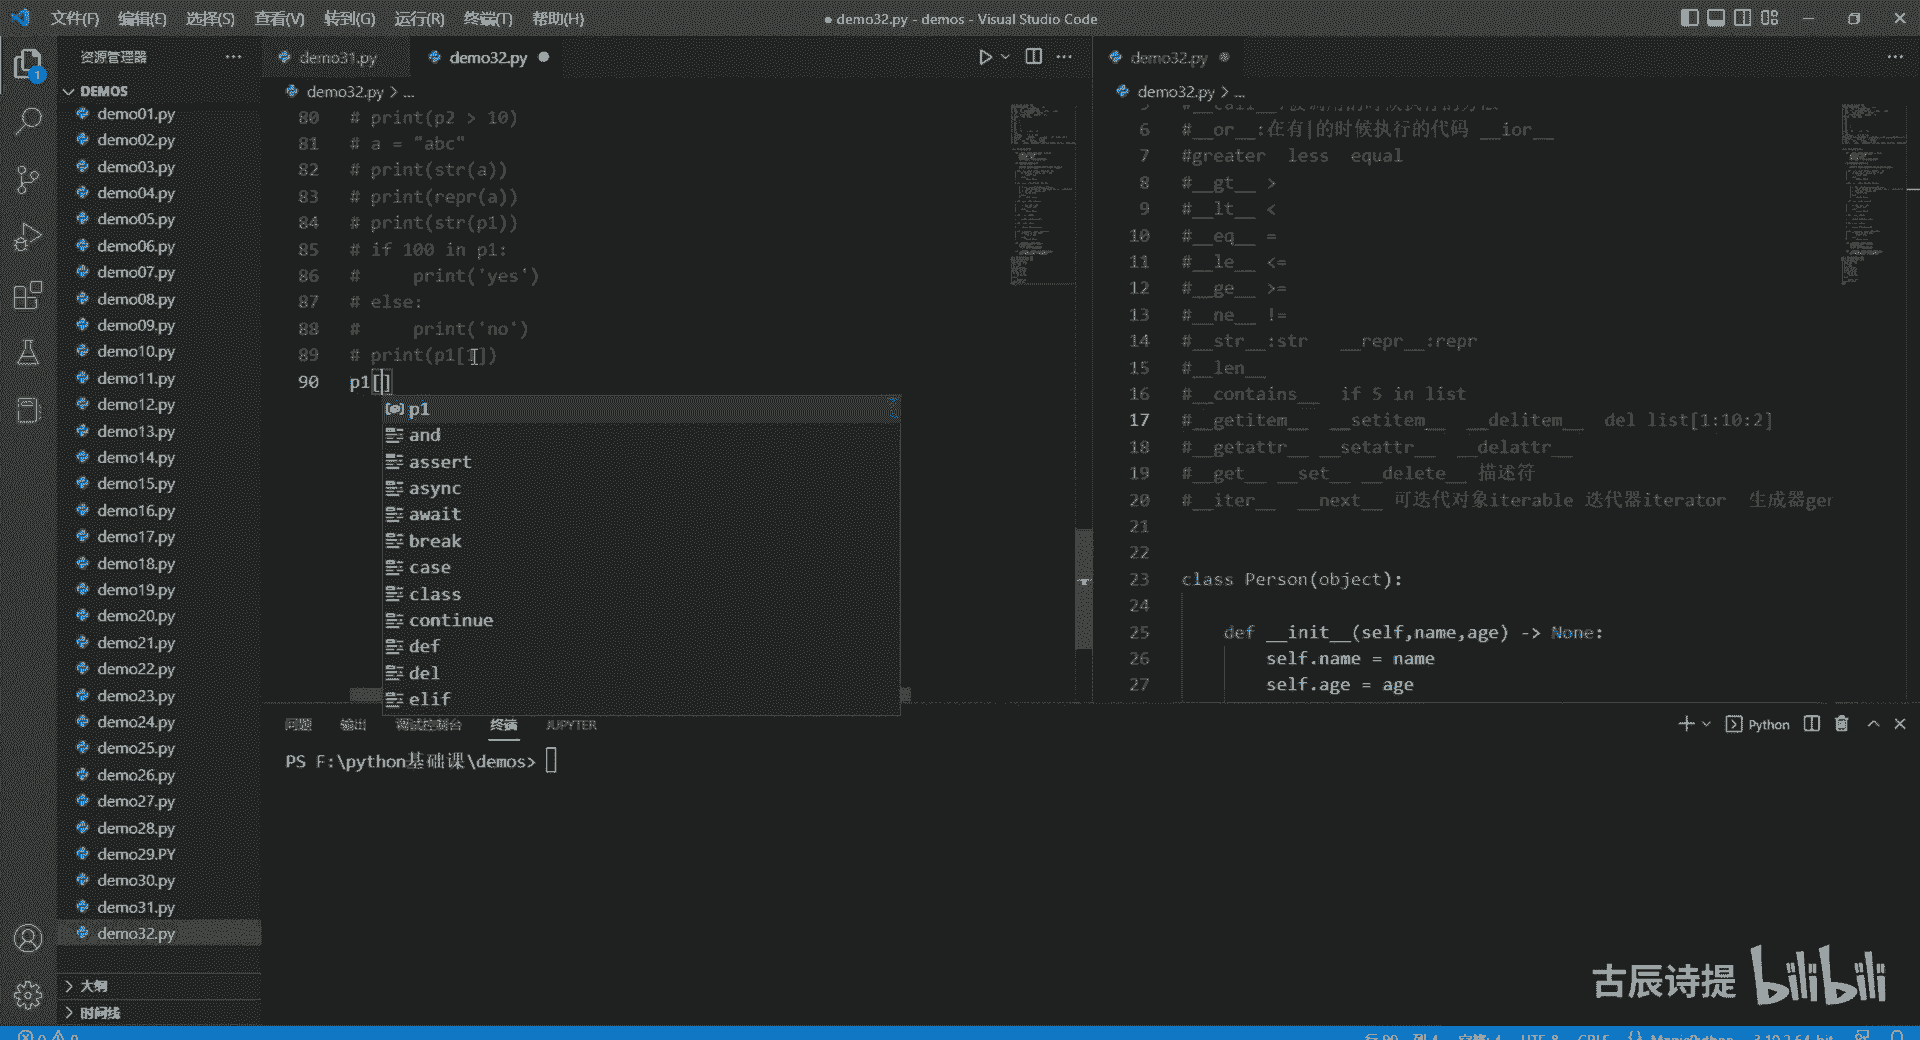 文件(F) 编辑(E) 选择(S) 查看(V) 转到(G) 运行(R) 终端(T) 帮助(H)
● demo32.py - demos - Visual Studio Code
资源管理器
DEMOS
demo01.py
demo02.py
demo03.py
demo04.py
demo05.py
demo06.py
demo07.py
demo08.py
demo09.py
demo10.py
demo11.py
demo12.py
demo13.py
demo14.py
demo15.py
demo16.py
demo17.py
demo18.py
demo19.py
demo20.py
demo21.py
demo22.py
demo23.py
demo24.py
demo25.py
demo26.py
demo27.py
demo28.py
demo29.PY
demo30.py
demo31.py
demo32.py
大纲
时间线
1
demo31.py demo32.py
demo32.py > ...
80 # print(p2 > 10)
81 # a = "abc"
82 # print(str(a))
83 # print(repr(a))
84 # print(str(p1))
85 # if 100 in p1:
86 #     print('yes')
87 # else:
88 #     print('no')
89 # print(p1[1])
90 p1[]
p1
and
assert
async
await
break
case
class
continue
def
del
elif
demo32.py
demo32.py > ...
6 #__or__:在有|的时候执行的代码 __ior__
7 #greater  less  equal
8 #__gt__ >
9 #__lt__ <
10 #__eq__ =
11 #__le__ <=
12 #__ge__ >=
13 #__ne__ !=
14 #__str__:str   __repr__:repr
15 #__len__
16 #__contains__  if 5 in list
17 #__getitem__  __setitem__  __delitem__  del list[1:10:2]
18 #__getattr__ __setattr__  __delattr__
19 #__get__ __set__ __delete__ 描述符
20 #__iter__  __next__ 可迭代对象iterable 迭代器iterator  生成器ger
21
22
23 class Person(object):
24
25     def __init__(self,name,age) -> None:
26         self.name = name
27         self.age = age
问题 输出 调试控制台 终端 JUPYTER
Python
PS F:\python基础课\demos>
古辰诗提 bilibili